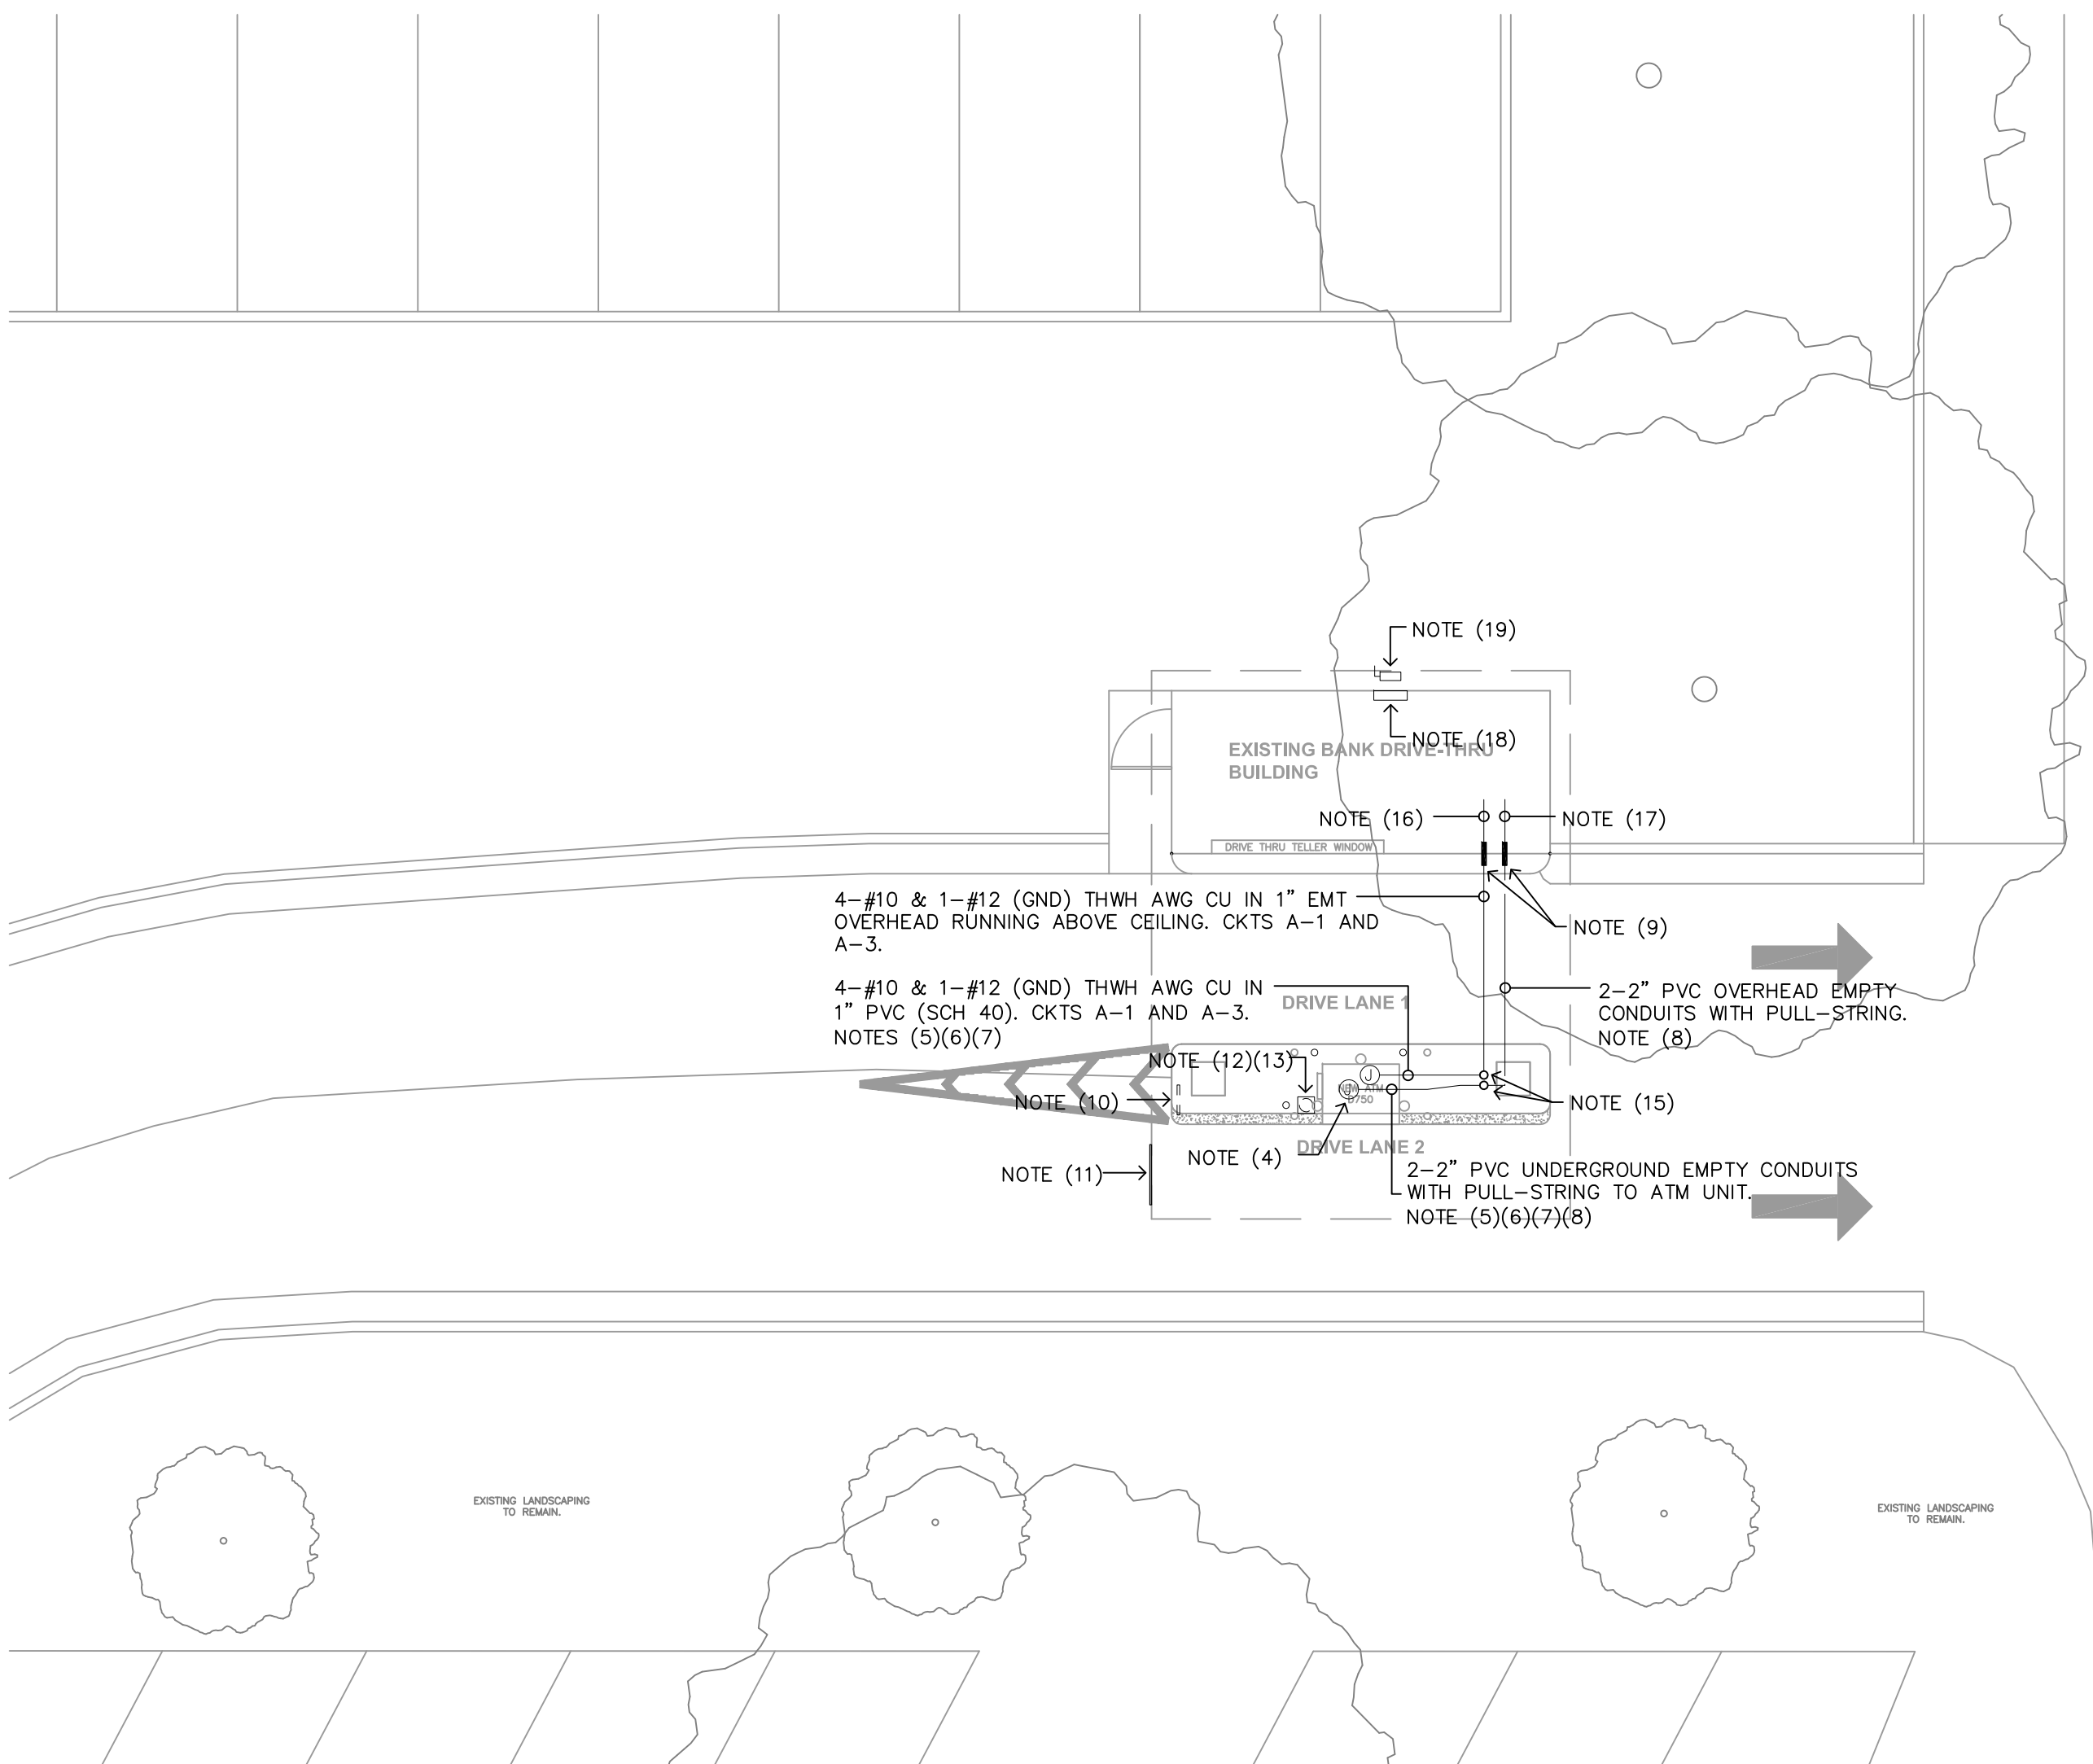 NOTE (19)
NOTE (18)
EXISTING BANK DRIVE-THRU
BUILDING
NOTE (16)
NOTE (17)
DRIVE THRU TELLER WINDOW
4-#10 & 1-#12 (GND) THWH AWG CU IN 1" EMT
OVERHEAD RUNNING ABOVE CEILING. CKTS A-1 AND
A-3.
NOTE (9)
4-#10 & 1-#12 (GND) THWH AWG CU IN
1" PVC (SCH 40). CKTS A-1 AND A-3.
NOTES (5)(6)(7)
DRIVE LANE 1
2-2" PVC OVERHEAD EMPTY
CONDUITS WITH PULL-STRING.
NOTE (8)
NOTE (12)(13)
J
J
NEW ATM
D750
NOTE (10)
NOTE (15)
NOTE (4)
DRIVE LANE 2
NOTE (11)
2-2" PVC UNDERGROUND EMPTY CONDUITS
WITH PULL-STRING TO ATM UNIT.
NOTE (5)(6)(7)(8)
EXISTING LANDSCAPING
TO REMAIN.
EXISTING LANDSCAPING
TO REMAIN.